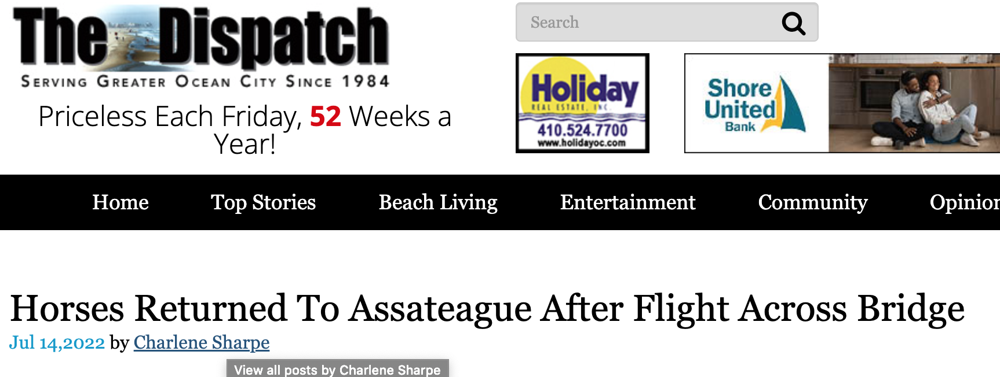 The Dispatch
SERVING GREATER OCEAN CITY SINCE 1984
Priceless Each Friday, 52 Weeks a
Year!
Search
Holiday
REAL ESTATE, INC.
410.524.7700
www.holidayoc.com
Shore
United
Bank
Home Top Stories Beach Living Entertainment Community Opinion
Horses Returned To Assateague After Flight Across Bridge
Jul 14,2022 by Charlene Sharpe
View all posts by Charlene Sharpe